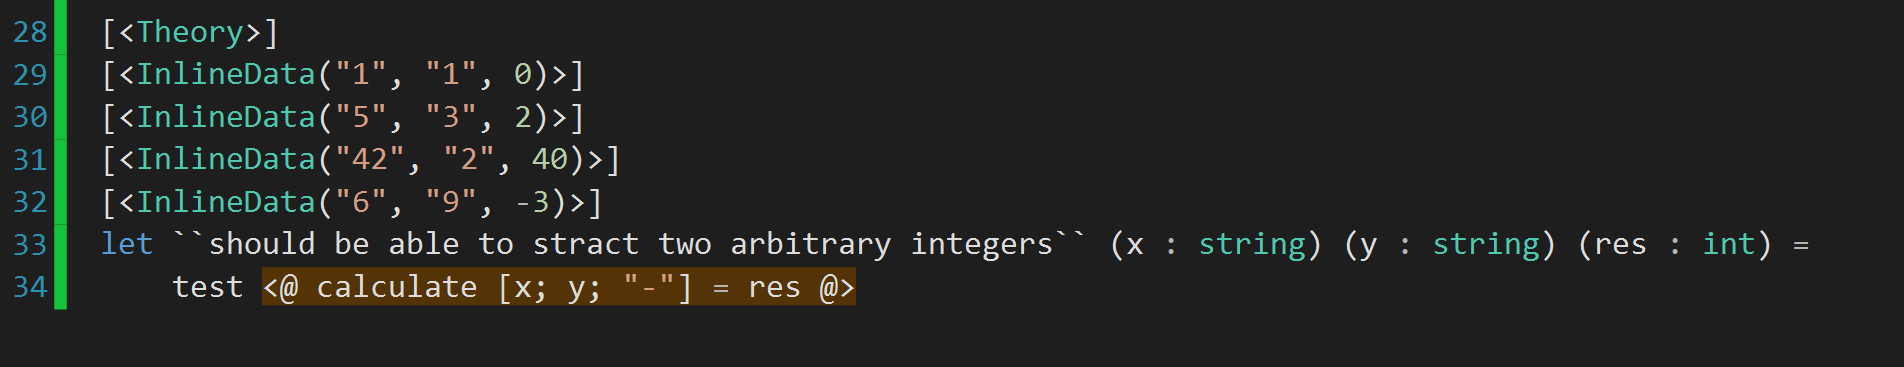 28 [<Theory>]
29 [<InlineData("1", "1", 0)>]
30 [<InlineData("5", "3", 2)>]
31 [<InlineData("42", "2", 40)>]
32 [<InlineData("6", "9", -3)>]
33 let ``should be able to stract two arbitrary integers`` (x : string) (y : string) (res : int) =
34     test <@ calculate [x; y; "-"] = res @>